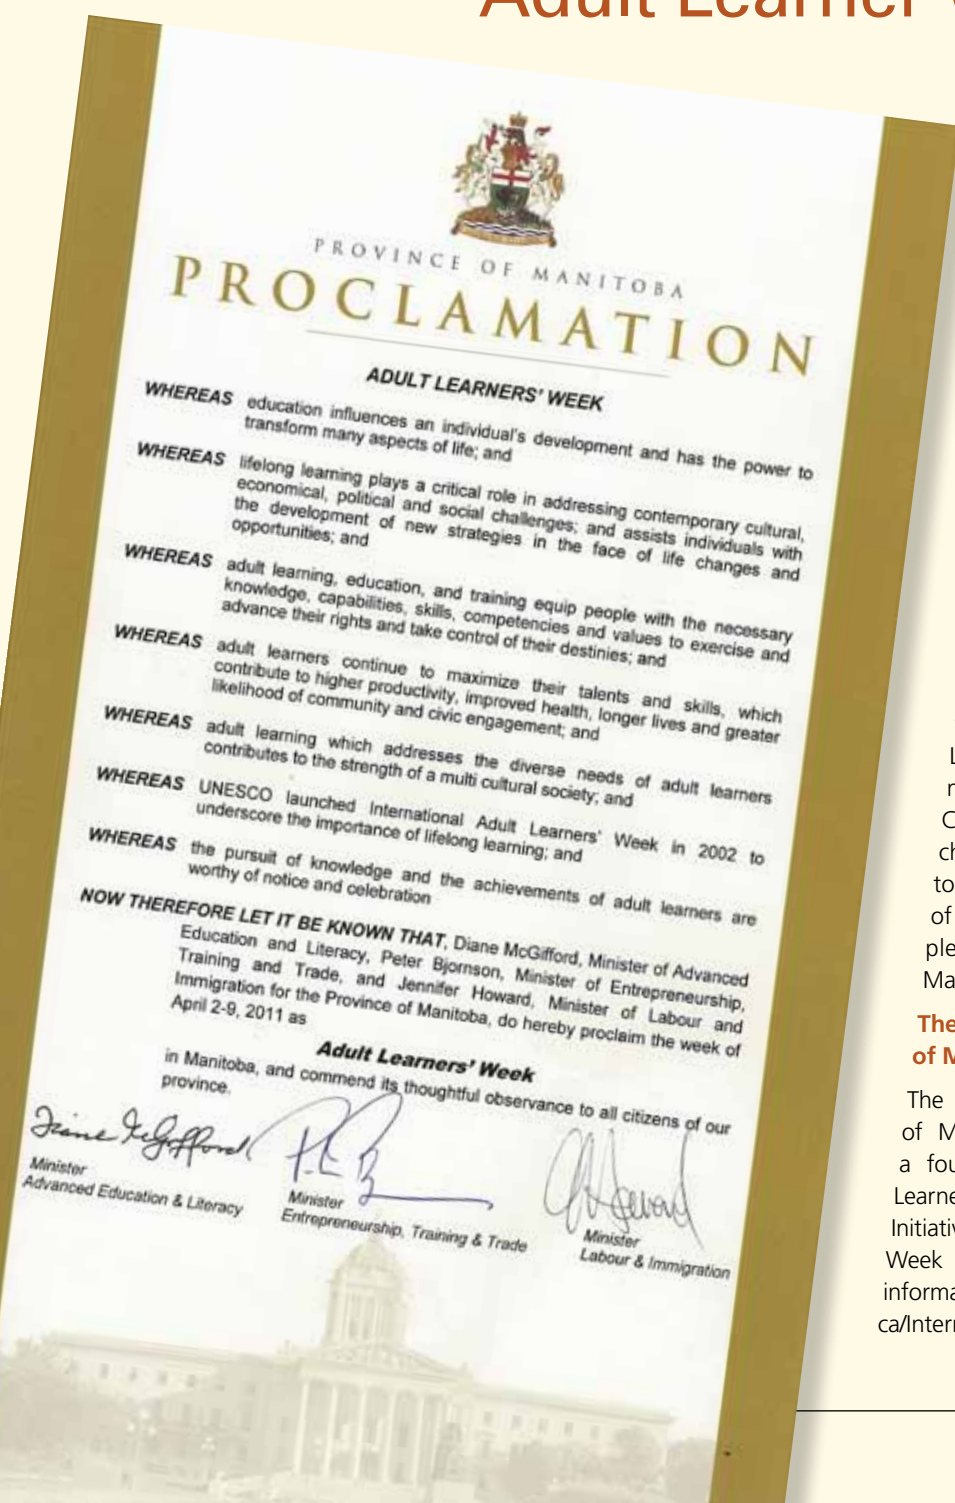 Adult Learner
PROVINCE OF MANITOBA
PROCLAMATION
ADULT LEARNERS' WEEK
WHEREAS education influences an individual's development and has the power to
transform many aspects of life; and
WHEREAS lifelong learning plays a critical role in addressing contemporary cultural,
economical, political and social challenges; and assists individuals with
the development of new strategies in the face of life changes and
opportunities; and
WHEREAS adult learning, education, and training equip people with the necessary
knowledge, capabilities, skills, competencies and values to exercise and
advance their rights and take control of their destinies; and
WHEREAS adult learners continue to maximize their talents and skills, which
contribute to higher productivity, improved health, longer lives and greater
likelihood of community and civic engagement; and
WHEREAS adult learning which addresses the diverse needs of adult learners
contributes to the strength of a multi cultural society; and
WHEREAS UNESCO launched International Adult Learners' Week in 2002 to
underscore the importance of lifelong learning; and
WHEREAS the pursuit of knowledge and the achievements of adult learners are
worthy of notice and celebration
NOW THEREFORE LET IT BE KNOWN THAT, Diane McGifford, Minister of Advanced
Education and Literacy, Peter Bjornson, Minister of Entrepreneurship,
Training and Trade, and Jennifer Howard, Minister of Labour and
Immigration for the Province of Manitoba, do hereby proclaim the week of
April 2-9, 2011 as
Adult Learners' Week
in Manitoba, and commend its thoughtful observance to all citizens of our
province.
Diane McGifford
Minister
Advanced Education & Literacy
Minister
Entrepreneurship, Training & Trade
Minister
Labour & Immigration
L
C
ch
to
of
ple
Ma
The
of M
The
of M
a fou
Learne
Initiativ
Week
informa
ca/Intern